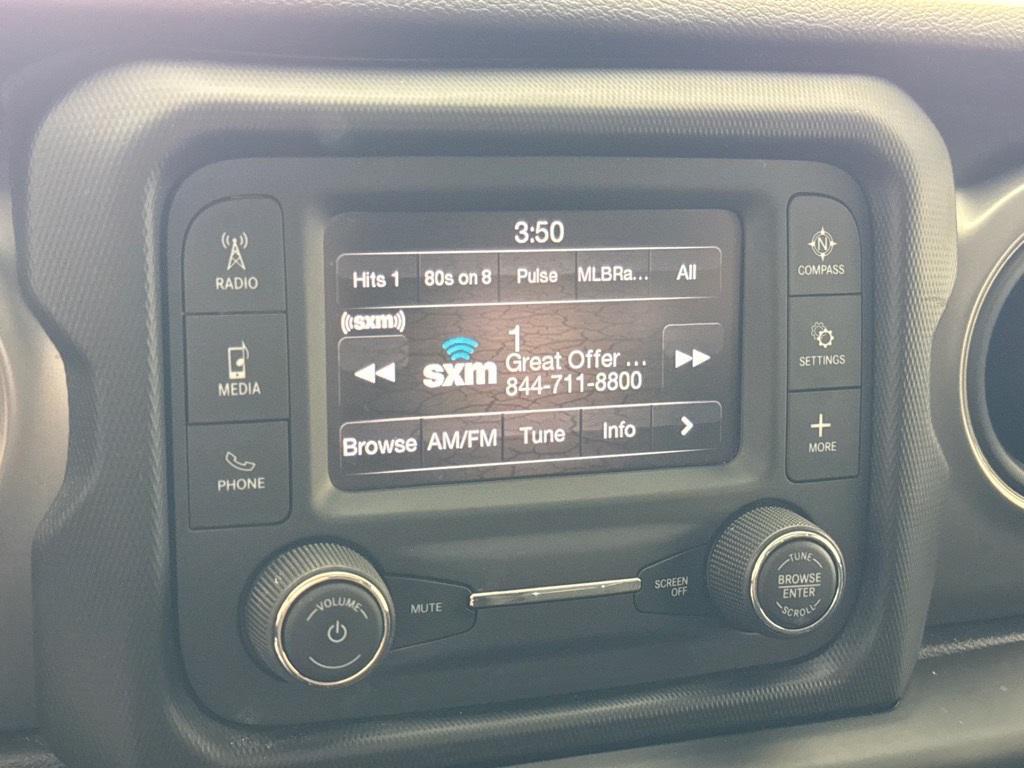 3:50
Hits 1 80s on 8 Pulse MLBRa... All
((sxm))
sxm
1
Great Offer ...
844-711-8800
Browse AM/FM Tune Info >
RADIO
MEDIA
PHONE
N
COMPASS
SETTINGS
+
MORE
VOLUME
MUTE
SCREEN
OFF
TUNE
BROWSE
ENTER
SCROLL